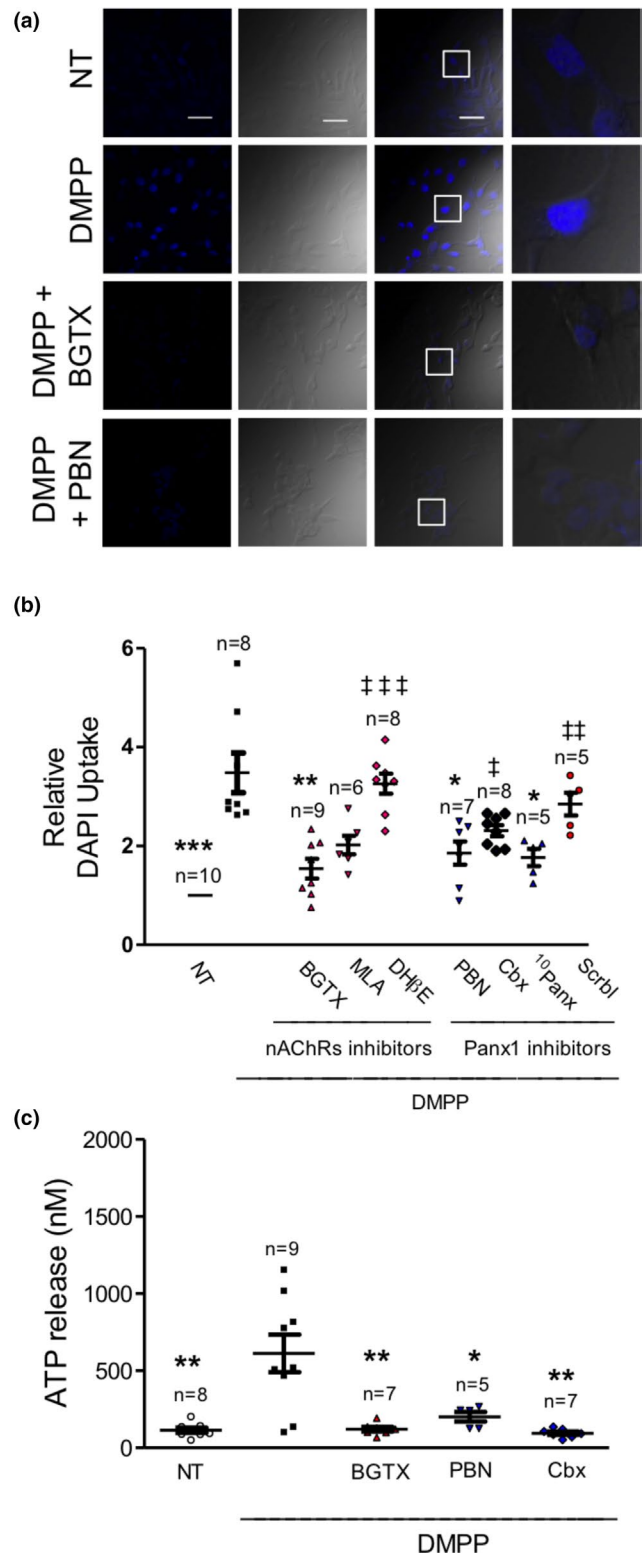 (a)
NT
DMPP
DMPP +
BGTX
DMPP
+ PBN
(b)
Relative
DAPI Uptake
6
4
2
0
***
n=10
n=8
**
n=9
n=6
‡‡‡
n=8
*
n=7
‡
n=8
*
n=5
‡‡
n=5
NT
BGTX
MLA
DHβE
PBN
Cbx
¹⁰Panx
Scrbl
nAChRs inhibitors
Panx1 inhibitors
DMPP
(c)
ATP release (nM)
2000
1500
1000
500
0
**
n=8
n=9
**
n=7
*
n=5
**
n=7
NT
BGTX
PBN
Cbx
DMPP